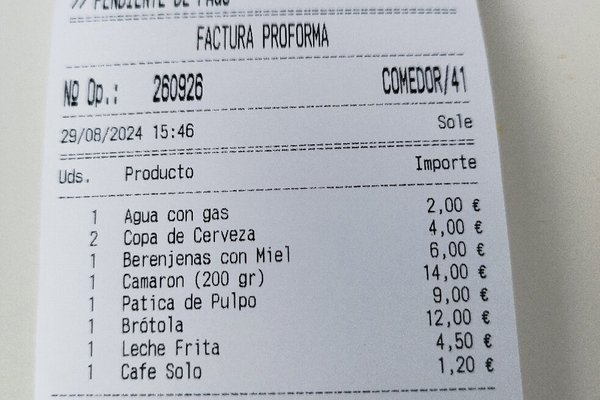 // PENDIENTE DE PAGO
FACTURA PROFORMA
Nº Op.: 260926 COMEDOR/41
29/08/2024 15:46 Sole
Uds. Producto Importe
1 Agua con gas 2,00 €
2 Copa de Cerveza 4,00 €
1 Berenjenas con Miel 6,00 €
1 Camaron (200 gr) 14,00 €
1 Patica de Pulpo 9,00 €
1 Brótola 12,00 €
1 Leche Frita 4,50 €
1 Cafe Solo 1,20 €